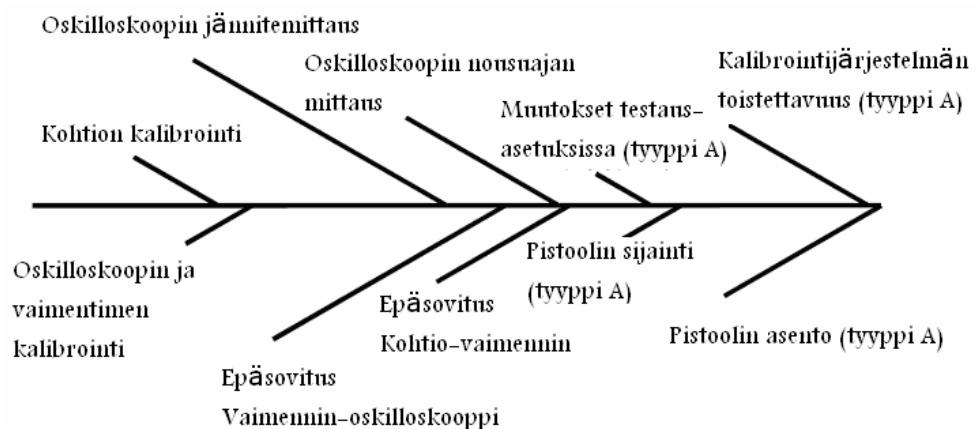 Oskilloskoopin jännitemittaus
Oskilloskoopin nousuajan
mittaus
Kalibrointijärjestelmän
toistettavuus (tyyppi A)
Muutokset testaus-
asetuksissa (tyyppi A)
Kohtion kalibrointi
Oskilloskoopin ja
vaimentimen
kalibrointi
Pistoolin sijainti
(tyyppi A)
Epäsovitus
Kohtio-vaimennin
Pistoolin asento (tyyppi A)
Epäsovitus
Vaimennin-oskilloskooppi